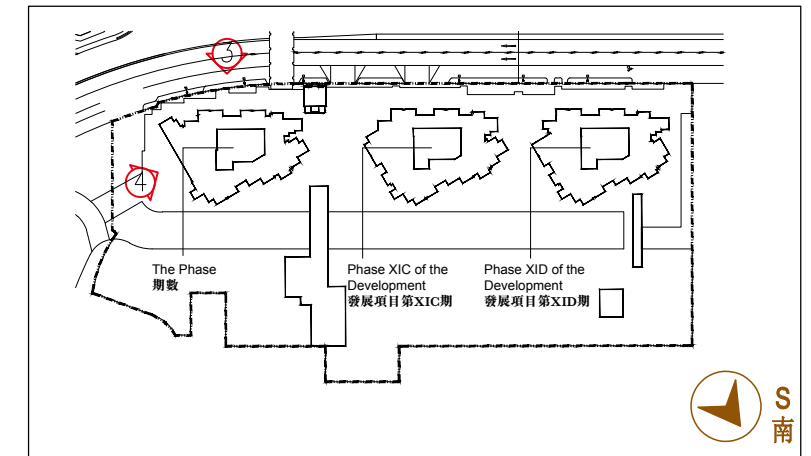 3
4
The Phase
期數
Phase XIC of the
Development
發展項目第XIC期
Phase XID of the
Development
發展項目第XID期
S
南